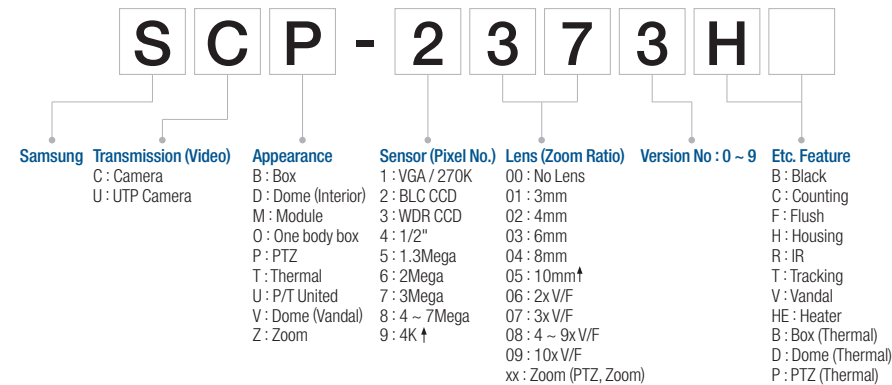 SCP-2373H
Samsung
Transmission (Video)
C : Camera
U : UTP Camera
Appearance
B : Box
D : Dome (Interior)
M : Module
O : One body box
P : PTZ
T : Thermal
U : P/T United
V : Dome (Vandal)
Z : Zoom
Sensor (Pixel No.)
1 : VGA / 270K
2 : BLC CCD
3 : WDR CCD
4 : 1/2"
5 : 1.3Mega
6 : 2Mega
7 : 3Mega
8 : 4 ~ 7Mega
9 : 4K ↑
Lens (Zoom Ratio)
00 : No Lens
01 : 3mm
02 : 4mm
03 : 6mm
04 : 8mm
05 : 10mm↑
06 : 2x V/F
07 : 3x V/F
08 : 4 ~ 9x V/F
09 : 10x V/F
xx : Zoom (PTZ, Zoom)
Version No : 0 ~ 9
Etc. Feature
B : Black
C : Counting
F : Flush
H : Housing
R : IR
T : Tracking
V : Vandal
HE : Heater
B : Box (Thermal)
D : Dome (Thermal)
P : PTZ (Thermal)